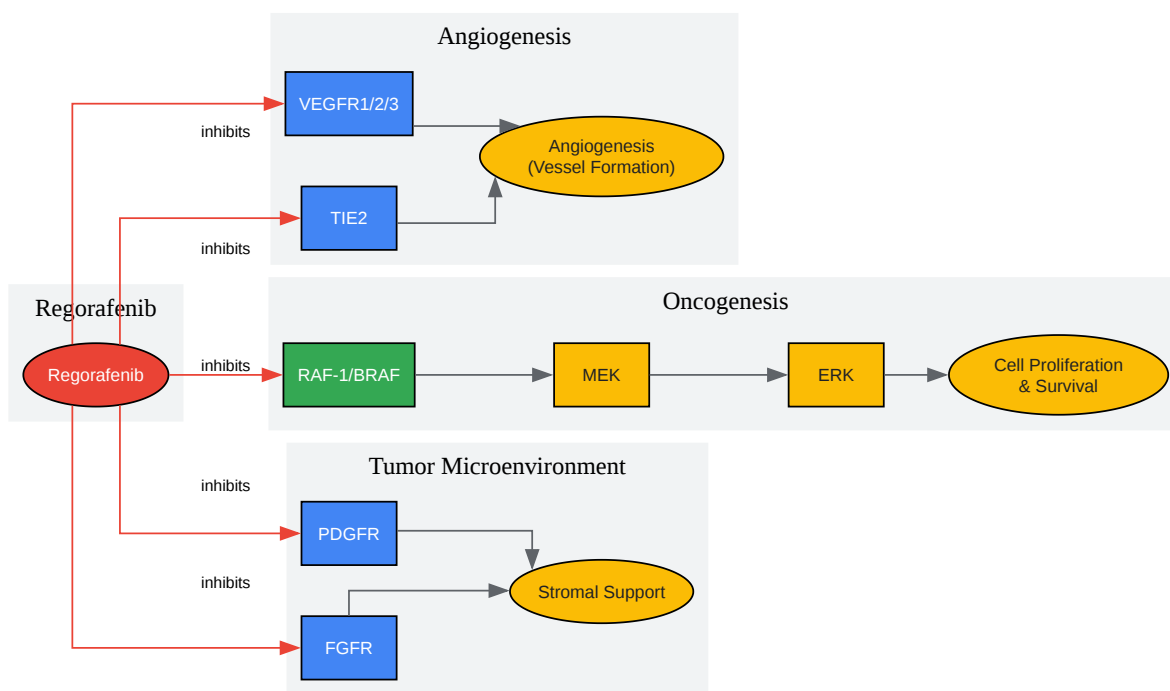 Angiogenesis
VEGFR1/2/3
inhibits
Angiogenesis
(Vessel Formation)
TIE2
inhibits
Regorafenib
Regorafenib
inhibits
Oncogenesis
RAF-1/BRAF
MEK
ERK
Cell Proliferation
& Survival
Tumor Microenvironment
inhibits
PDGFR
inhibits
Stromal Support
FGFR